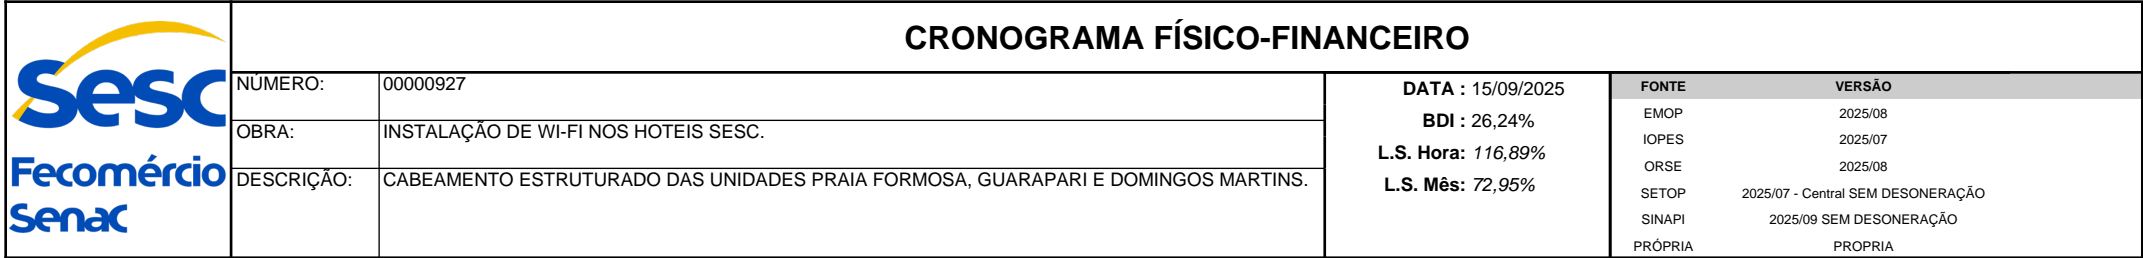 Sesc
Fecomércio
Senac
CRONOGRAMA FÍSICO-FINANCEIRO
NÚMERO: 00000927
OBRA: INSTALAÇÃO DE WI-FI NOS HOTEIS SESC.
DESCRIÇÃO: CABEAMENTO ESTRUTURADO DAS UNIDADES PRAIA FORMOSA, GUARAPARI E DOMINGOS MARTINS.
DATA : 15/09/2025
BDI : 26,24%
L.S. Hora: 116,89%
L.S. Mês: 72,95%
FONTE VERSÃO
EMOP 2025/08
IOPES 2025/07
ORSE 2025/08
SETOP 2025/07 - Central SEM DESONERAÇÃO
SINAPI 2025/09 SEM DESONERAÇÃO
PRÓPRIA PROPRIA